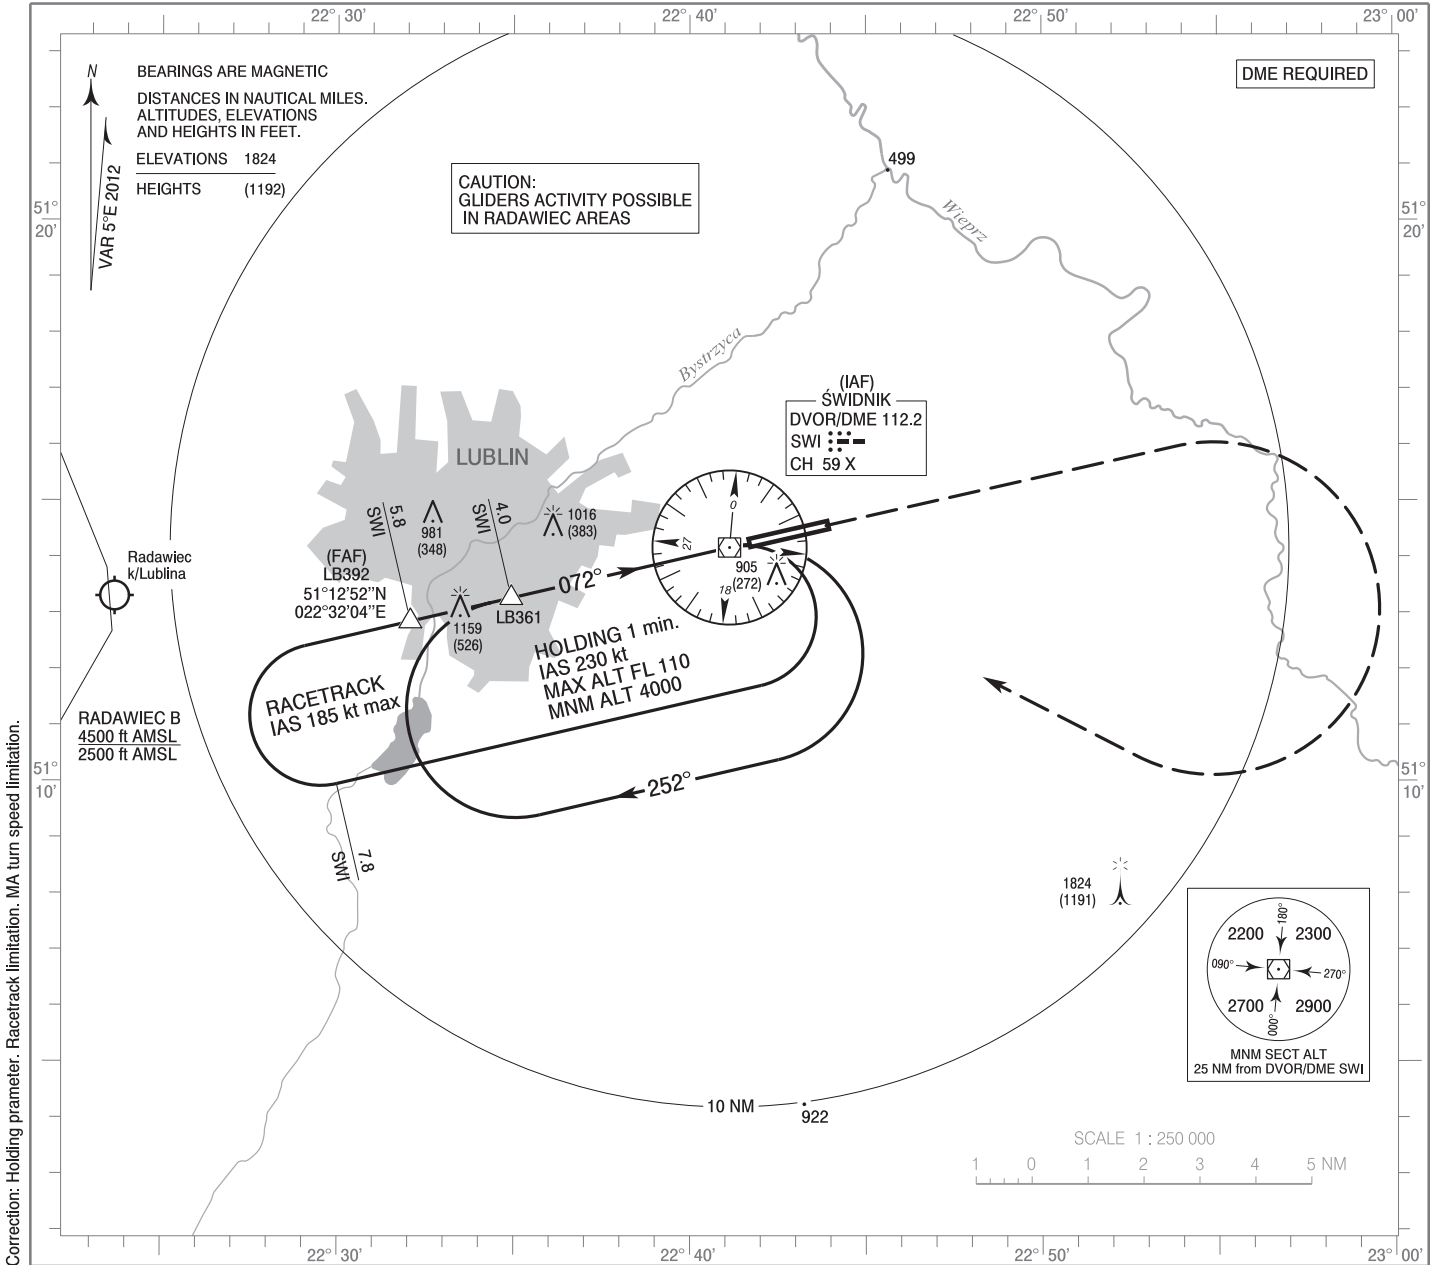 22° 30'
22° 40'
22° 50'
23° 00'
N
VAR 5°E 2012
BEARINGS ARE MAGNETIC
DISTANCES IN NAUTICAL MILES.
ALTITUDES, ELEVATIONS
AND HEIGHTS IN FEET.
ELEVATIONS 1824
HEIGHTS (1192)
DME REQUIRED
CAUTION:
GLIDERS ACTIVITY POSSIBLE
IN RADAWIEC AREAS
499
51°
20'
51°
20'
Wieprz
Bystrzyca
(IAF)
ŚWIDNIK
DVOR/DME 112.2
SWI
CH 59 X
LUBLIN
5.8
SWI
981
(348)
4.0
SWI
1016
(383)
0
27
18
905
(272)
Radawiec
k/Lublina
(FAF)
LB392
51°12'52”N
022°32'04”E
072°
1159
(526)
LB361
HOLDING 1 min.
IAS 230 kt
MAX ALT FL 110
MNM ALT 4000
RACETRACK
IAS 185 kt max
RADAWIEC B
4500 ft AMSL
2500 ft AMSL
252°
51°
10'
51°
10'
7.8
SWI
1824
(1191)
180°
2200 2300
090°
270°
2700 2900
000°
MNM SECT ALT
25 NM from DVOR/DME SWI
10 NM
922
SCALE 1 : 250 000
1 0 1 2 3 4 5 NM
22° 30'
22° 40'
22° 50'
23° 00'
Correction: Holding prameter. Racetrack limitation. MA turn speed limitation.